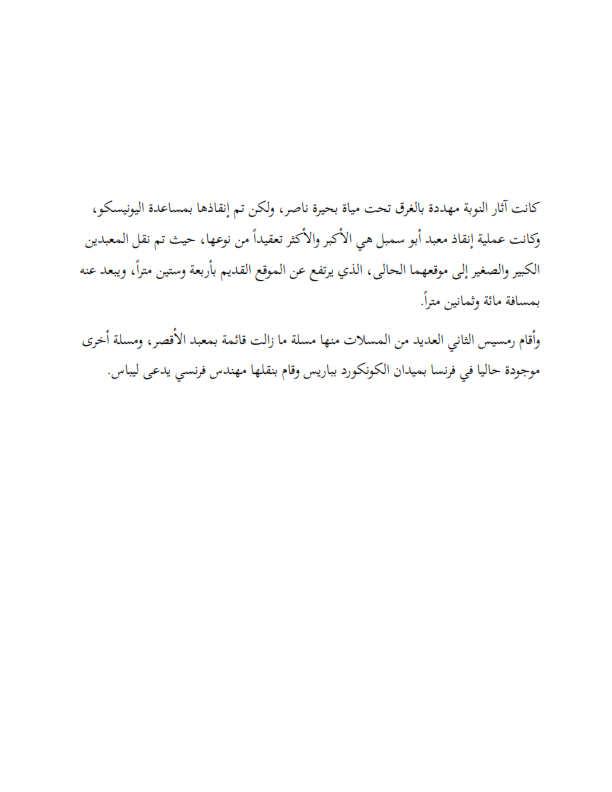 كانت آثار النوبة مهددة بالغرق تحت مياة بحيرة ناصر، ولكن تم إنقاذها بمساعدة اليونيسكو،
وكانت عملية إنقاذ معبد أبو سمبل هي الأكبر والأكثر تعقيداً من نوعها، حيث تم نقل المعبدين
الكبير والصغير إلى موقعهما الحالى، الذي يرتفع عن الموقع القديم بأربعة وستين متراً، ويبعد عنه
بمسافة مائة وثمانين متراً.
وأقام رمسيس الثاني العديد من المسلات منها مسلة ما زالت قائمة بمعبد الأقصر، ومسلة أخرى
موجودة حاليا في فرنسا بميدان الكونكورد بباريس وقام بنقلها مهندس فرنسي يدعى ليباس.